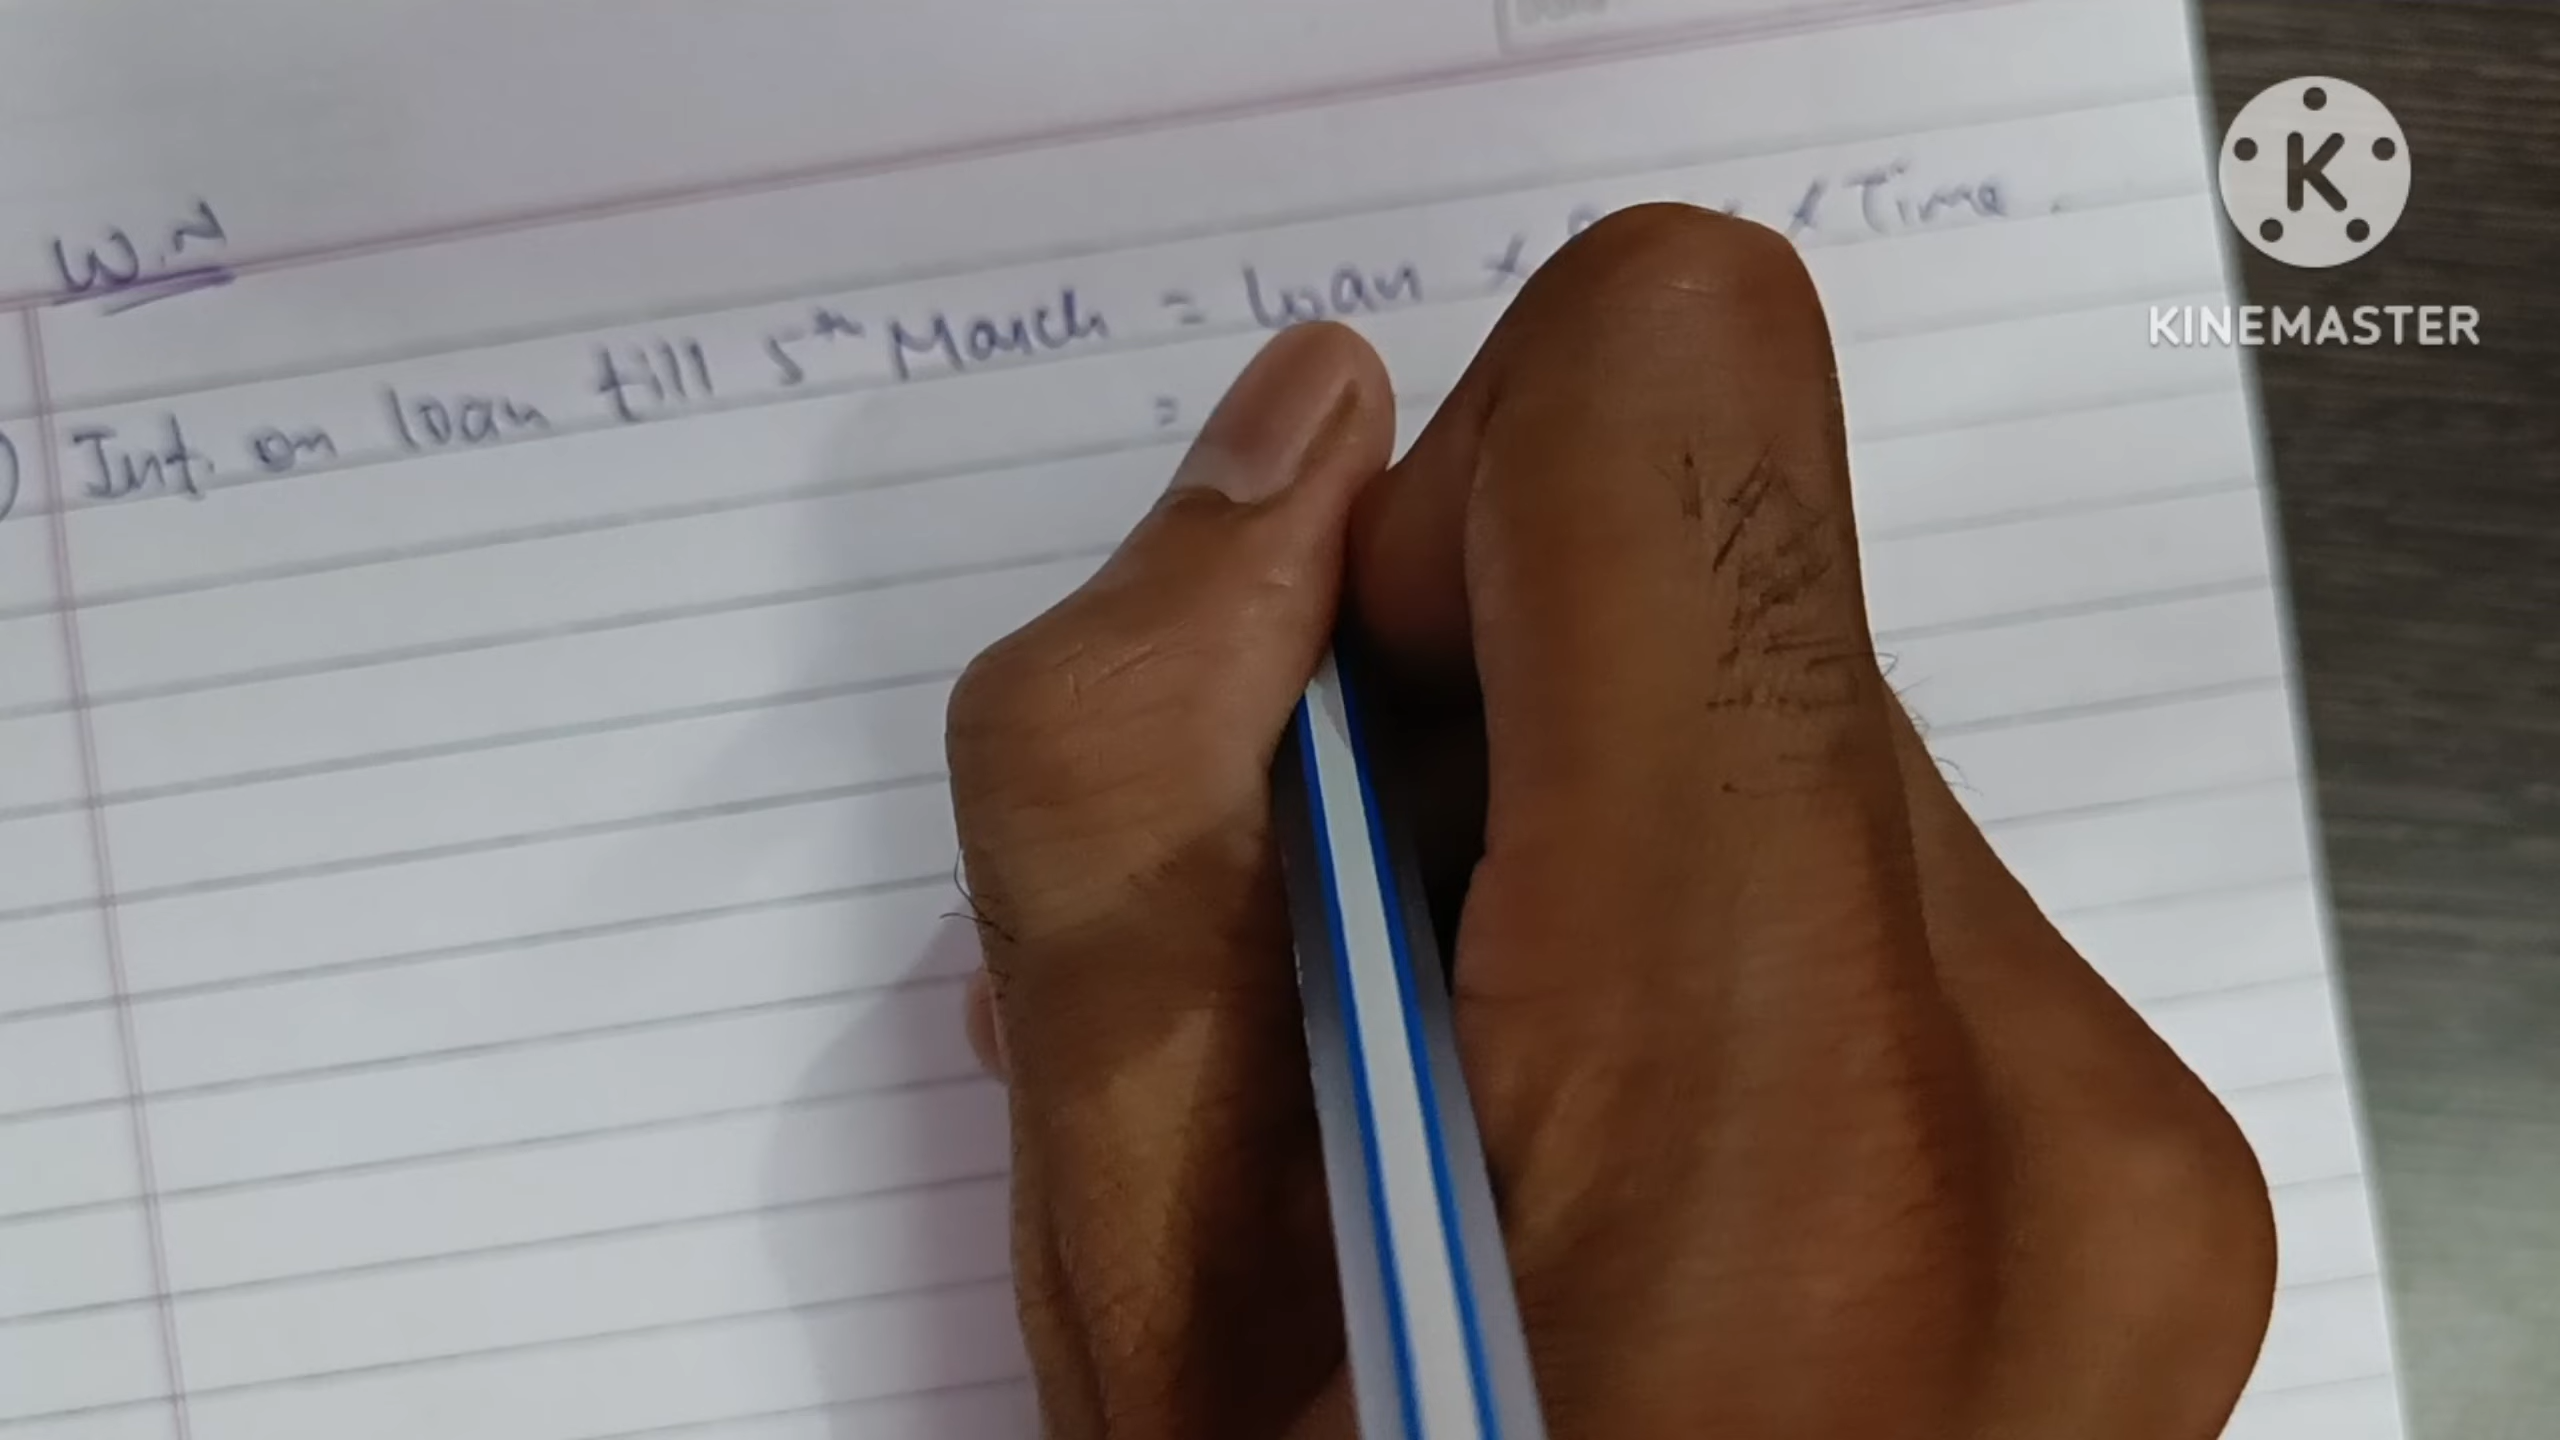 W.N
) Int. on loan till 5th March = loan × × Time.
=
K
KINEMASTER